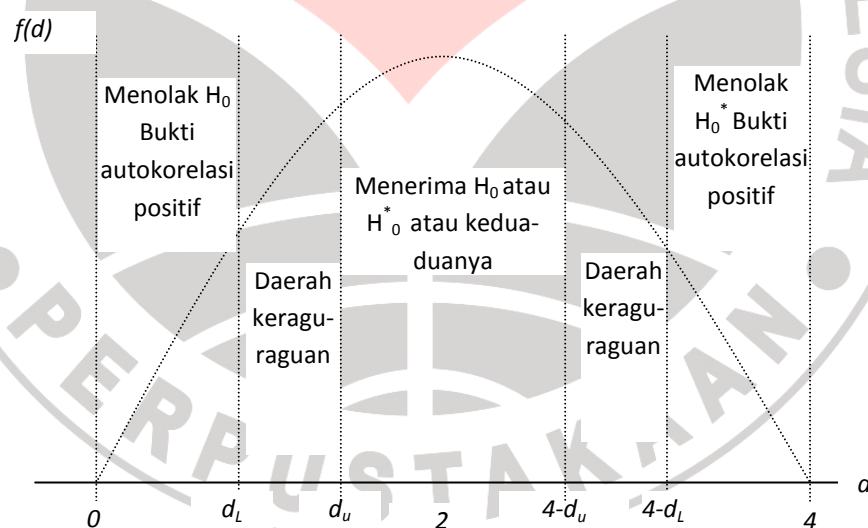 f(d)
Menolak H₀
Bukti
autokorelasi
positif
Daerah
keragu-
raguan
Menerima H₀ atau
H*₀ atau kedua-
duanya
Daerah
keragu-
raguan
Menolak
H₀* Bukti
autokorelasi
positif
d
0
d_L
d_u
2
4-d_u
4-d_L
4
PERPUSTAKAAN